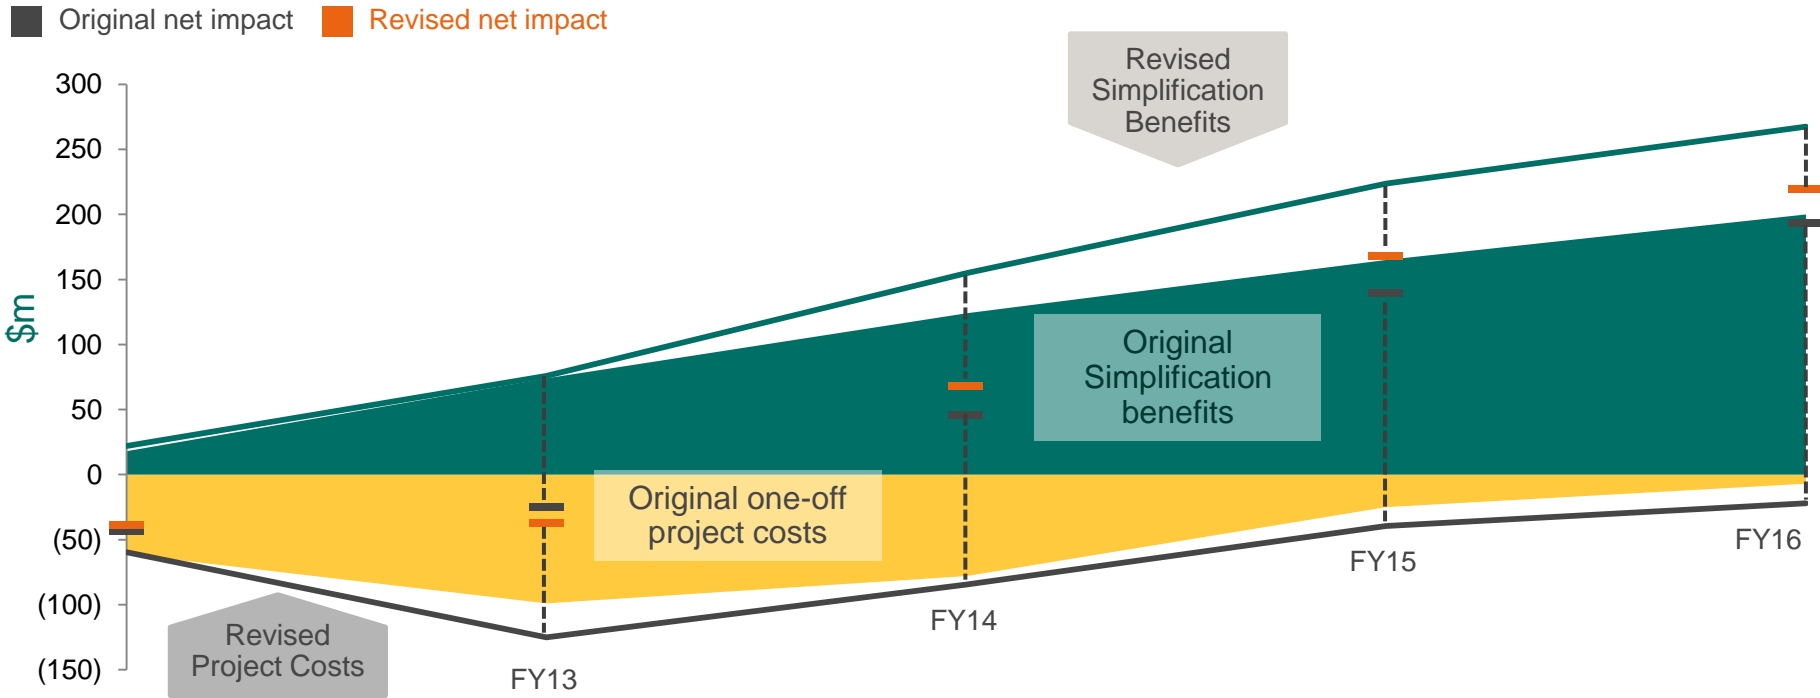 Original net impact
Revised net impact
Revised
Simplification
Benefits
300
250
200
150
100
50
0
(50)
(100)
(150)
$m
Original
Simplification
benefits
Original one-off
project costs
Revised
Project Costs
FY13
FY14
FY15
FY16